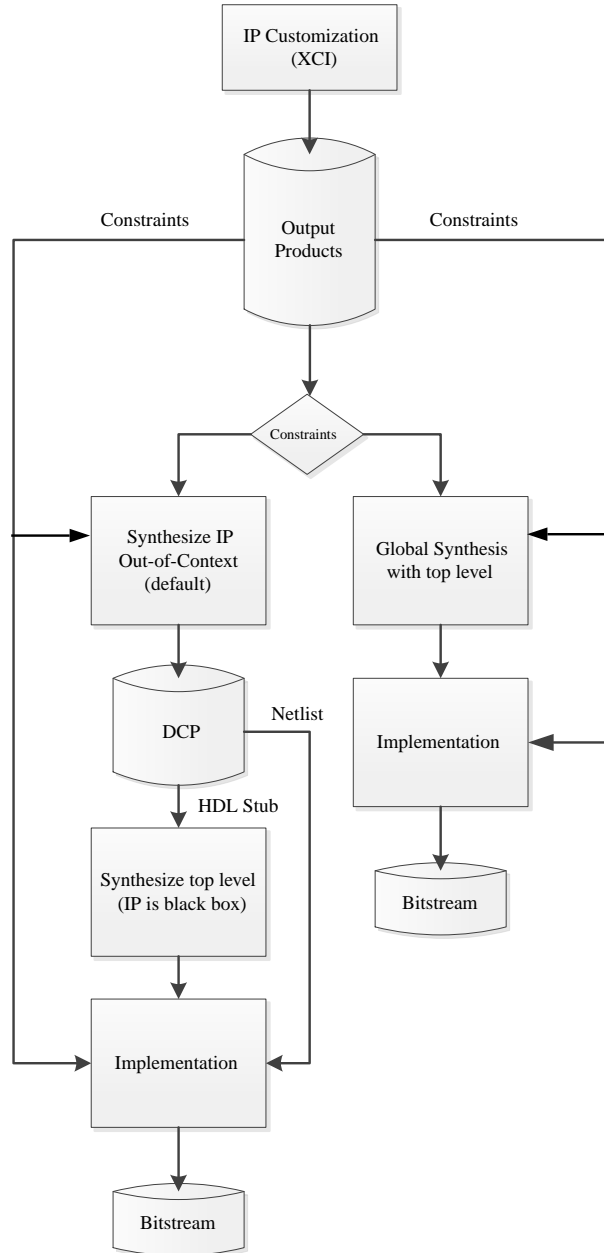 IP Customization
(XCI)
Constraints
Output
Products
Constraints
Constraints
Synthesize IP
Out-of-Context
(default)
Global Synthesis
with top level
DCP
Netlist
Implementation
HDL Stub
Synthesize top level
(IP is black box)
Bitstream
Implementation
Bitstream